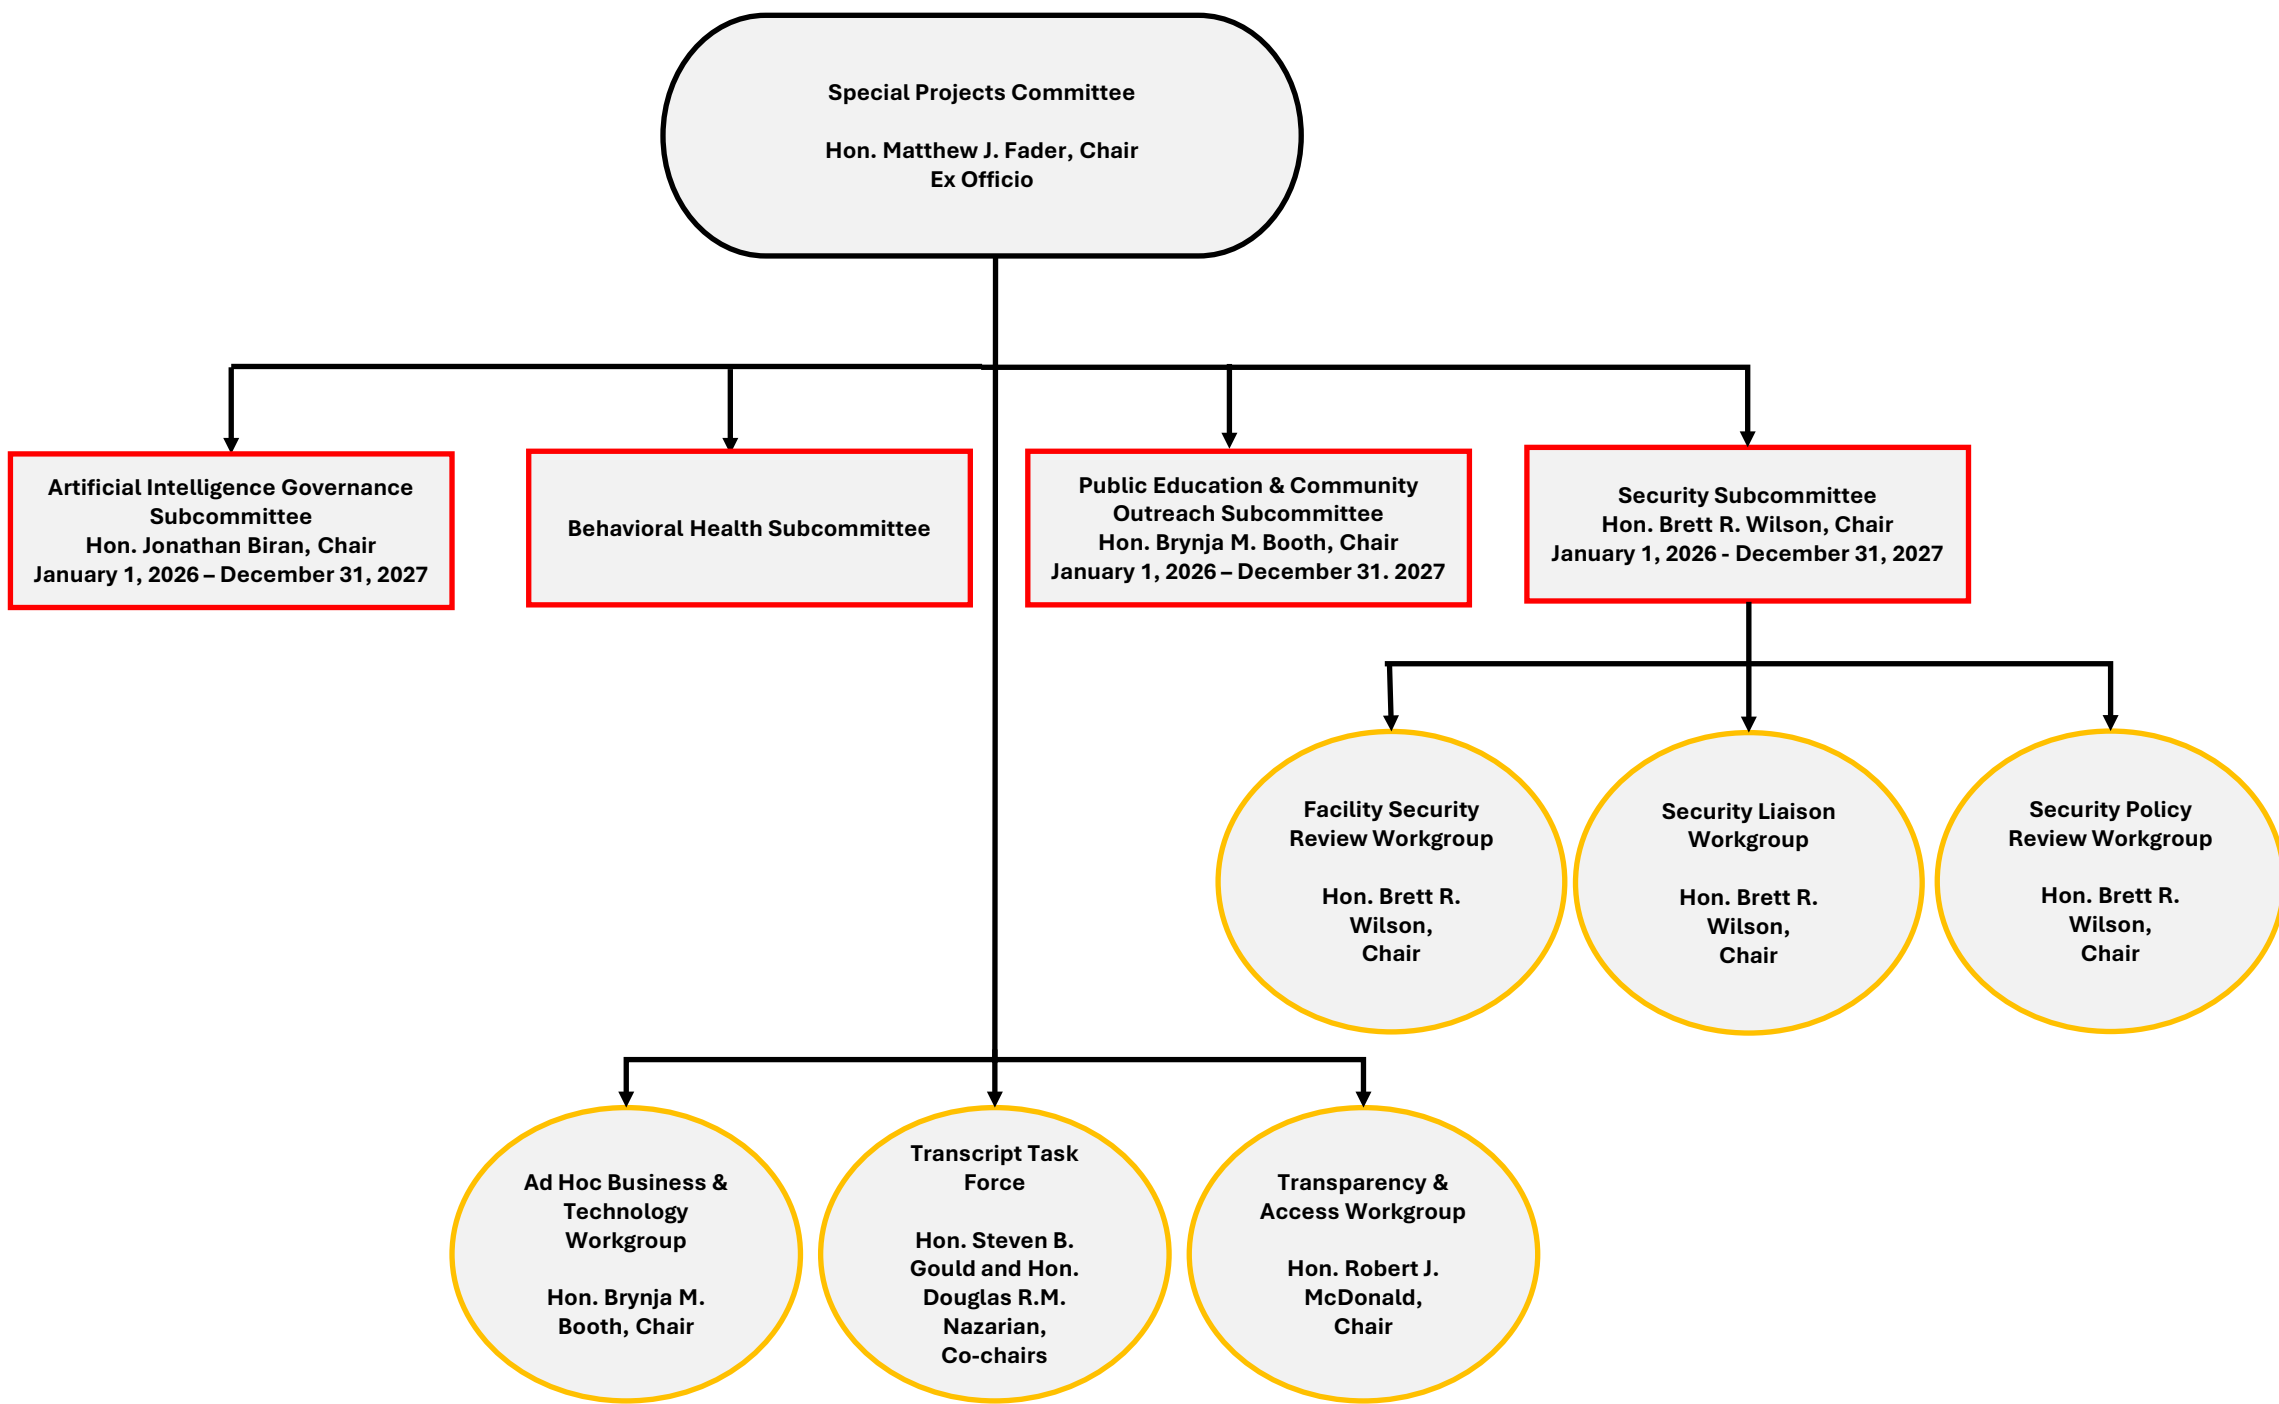 Special Projects Committee
Hon. Matthew J. Fader, Chair
Ex Officio
Artificial Intelligence Governance
Subcommittee
Hon. Jonathan Biran, Chair
January 1, 2026 – December 31, 2027
Behavioral Health Subcommittee
Public Education & Community
Outreach Subcommittee
Hon. Brynja M. Booth, Chair
January 1, 2026 – December 31. 2027
Security Subcommittee
Hon. Brett R. Wilson, Chair
January 1, 2026 - December 31, 2027
Facility Security
Review Workgroup
Hon. Brett R.
Wilson,
Chair
Security Liaison
Workgroup
Hon. Brett R.
Wilson,
Chair
Security Policy
Review Workgroup
Hon. Brett R.
Wilson,
Chair
Ad Hoc Business &
Technology
Workgroup
Hon. Brynja M.
Booth, Chair
Transcript Task
Force
Hon. Steven B.
Gould and Hon.
Douglas R.M.
Nazarian,
Co-chairs
Transparency &
Access Workgroup
Hon. Robert J.
McDonald,
Chair